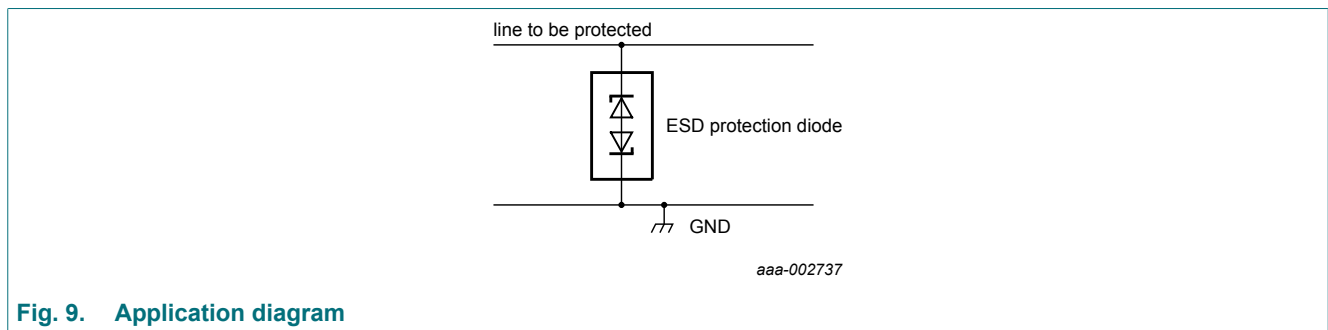 line to be protected
ESD protection diode
GND
aaa-002737
Fig. 9. Application diagram